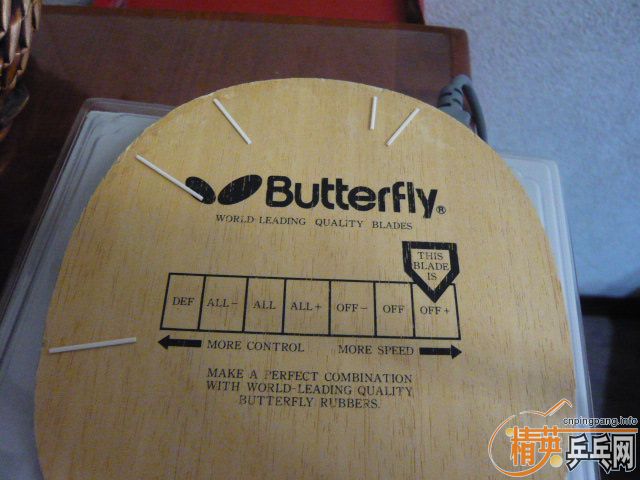 Butterfly®
WORLD-LEADING QUALITY BLADES
THIS
BLADE
IS
DEF ALL- ALL ALL+ OFF- OFF OFF+
MORE CONTROL MORE SPEED
MAKE A PERFECT COMBINATION
WITH WORLD-LEADING QUALITY
BUTTERFLY RUBBERS.
cnpingpang.info
精英乒乓网